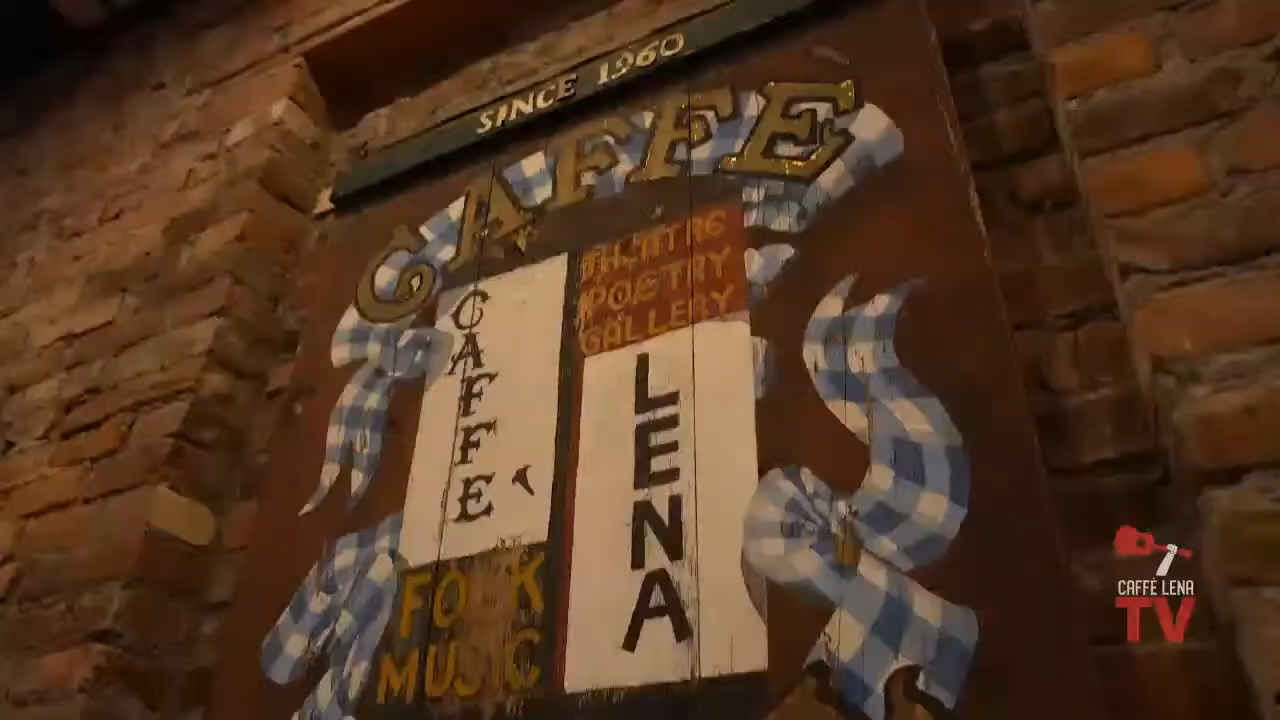 SINCE 1960
CAFFE
CAFFE
THEATRE
POETRY
GALLERY
LENA
FOLK
MUSIC
CAFFÈ LENA
TV